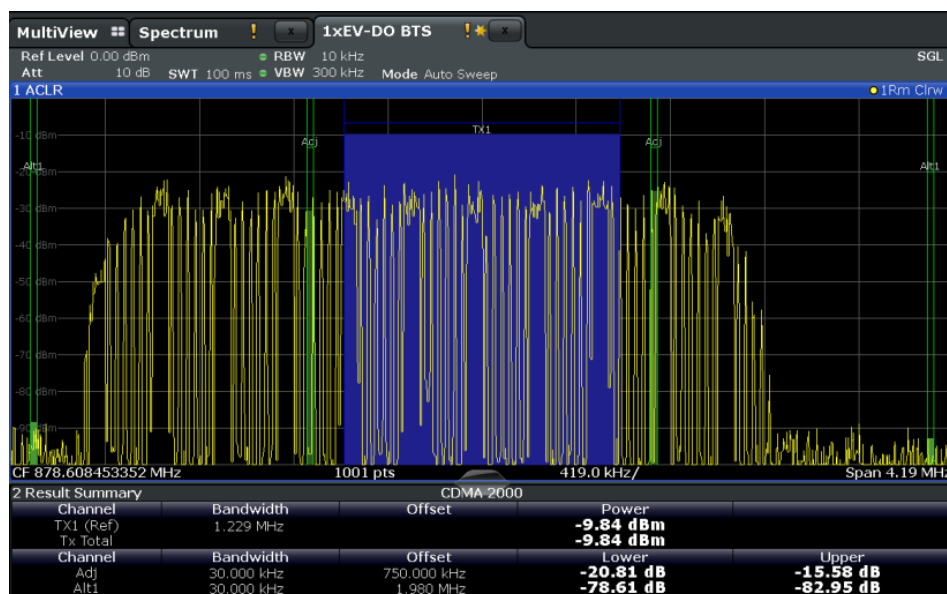 MultiView Spectrum ! x 1xEV-DO BTS ! x
Ref Level 0.00 dBm RBW 10 kHz SGL
Att 10 dB SWT 100 ms VBW 300 kHz Mode Auto Sweep
1 ACLR 1Rm Clrw
TX1
-10 dBm
Adj Adj
Alt1 Alt1
-20 dBm
-30 dBm
-40 dBm
-50 dBm
-60 dBm
-70 dBm
-80 dBm
-90 dBm
CF 878.608453352 MHz 1001 pts 419.0 kHz/ Span 4.19 MHz
2 Result Summary CDMA 2000
Channel Bandwidth Offset Power
TX1 (Ref) 1.229 MHz -9.84 dBm
Tx Total -9.84 dBm
Channel Bandwidth Offset Lower Upper
Adj 30.000 kHz 750.000 kHz -20.81 dB -15.58 dB
Alt1 30.000 kHz 1.980 MHz -78.61 dB -82.95 dB